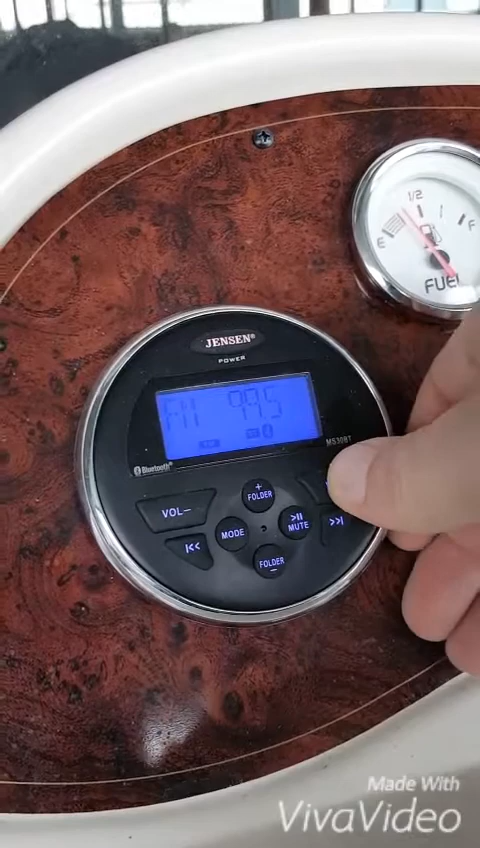 1/2
E
F
FUEL
JENSEN®
POWER
FM 99.5
MS30BT
Bluetooth®
VOL-
+
FOLDER
|<<
MODE
>||
MUTE
>>|
FOLDER
-
Made With
VivaVideo